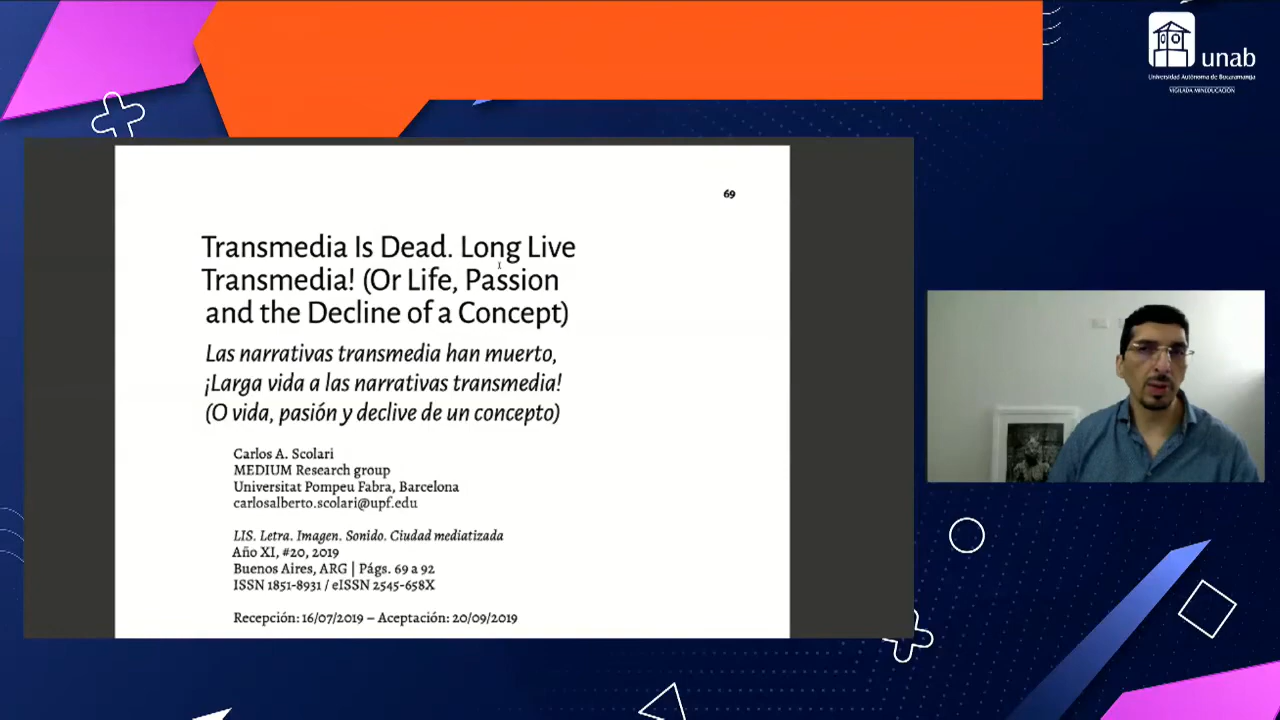 unab
Universidad Autónoma de Bucaramanga
VIGILADA MINEDUCACIÓN
69
Transmedia Is Dead. Long Live
Transmedia! (Or Life, Passion
and the Decline of a Concept)
Las narrativas transmedia han muerto,
¡Larga vida a las narrativas transmedia!
(O vida, pasión y declive de un concepto)
Carlos A. Scolari
MEDIUM Research group
Universitat Pompeu Fabra, Barcelona
carlosalberto.scolari@upf.edu
LIS. Letra. Imagen. Sonido. Ciudad mediatizada
Año XI, #20, 2019
Buenos Aires, ARG | Págs. 69 a 92
ISSN 1851-8931 / eISSN 2545-658X
Recepción: 16/07/2019 – Aceptación: 20/09/2019